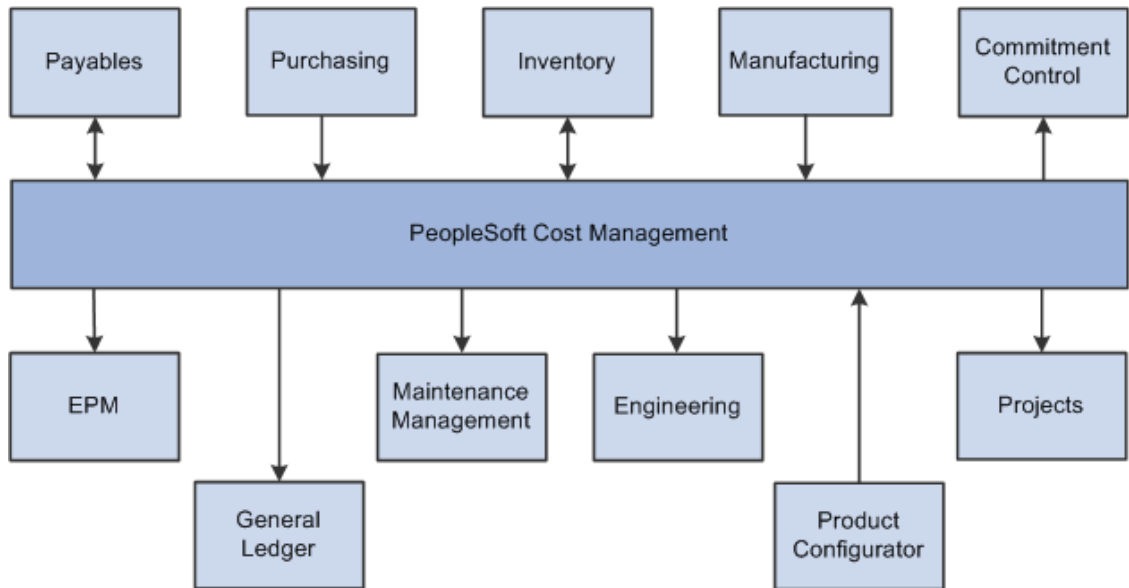 Payables
Purchasing
Inventory
Manufacturing
Commitment
Control
PeopleSoft Cost Management
EPM
Maintenance
Management
Engineering
Projects
General
Ledger
Product
Configurator